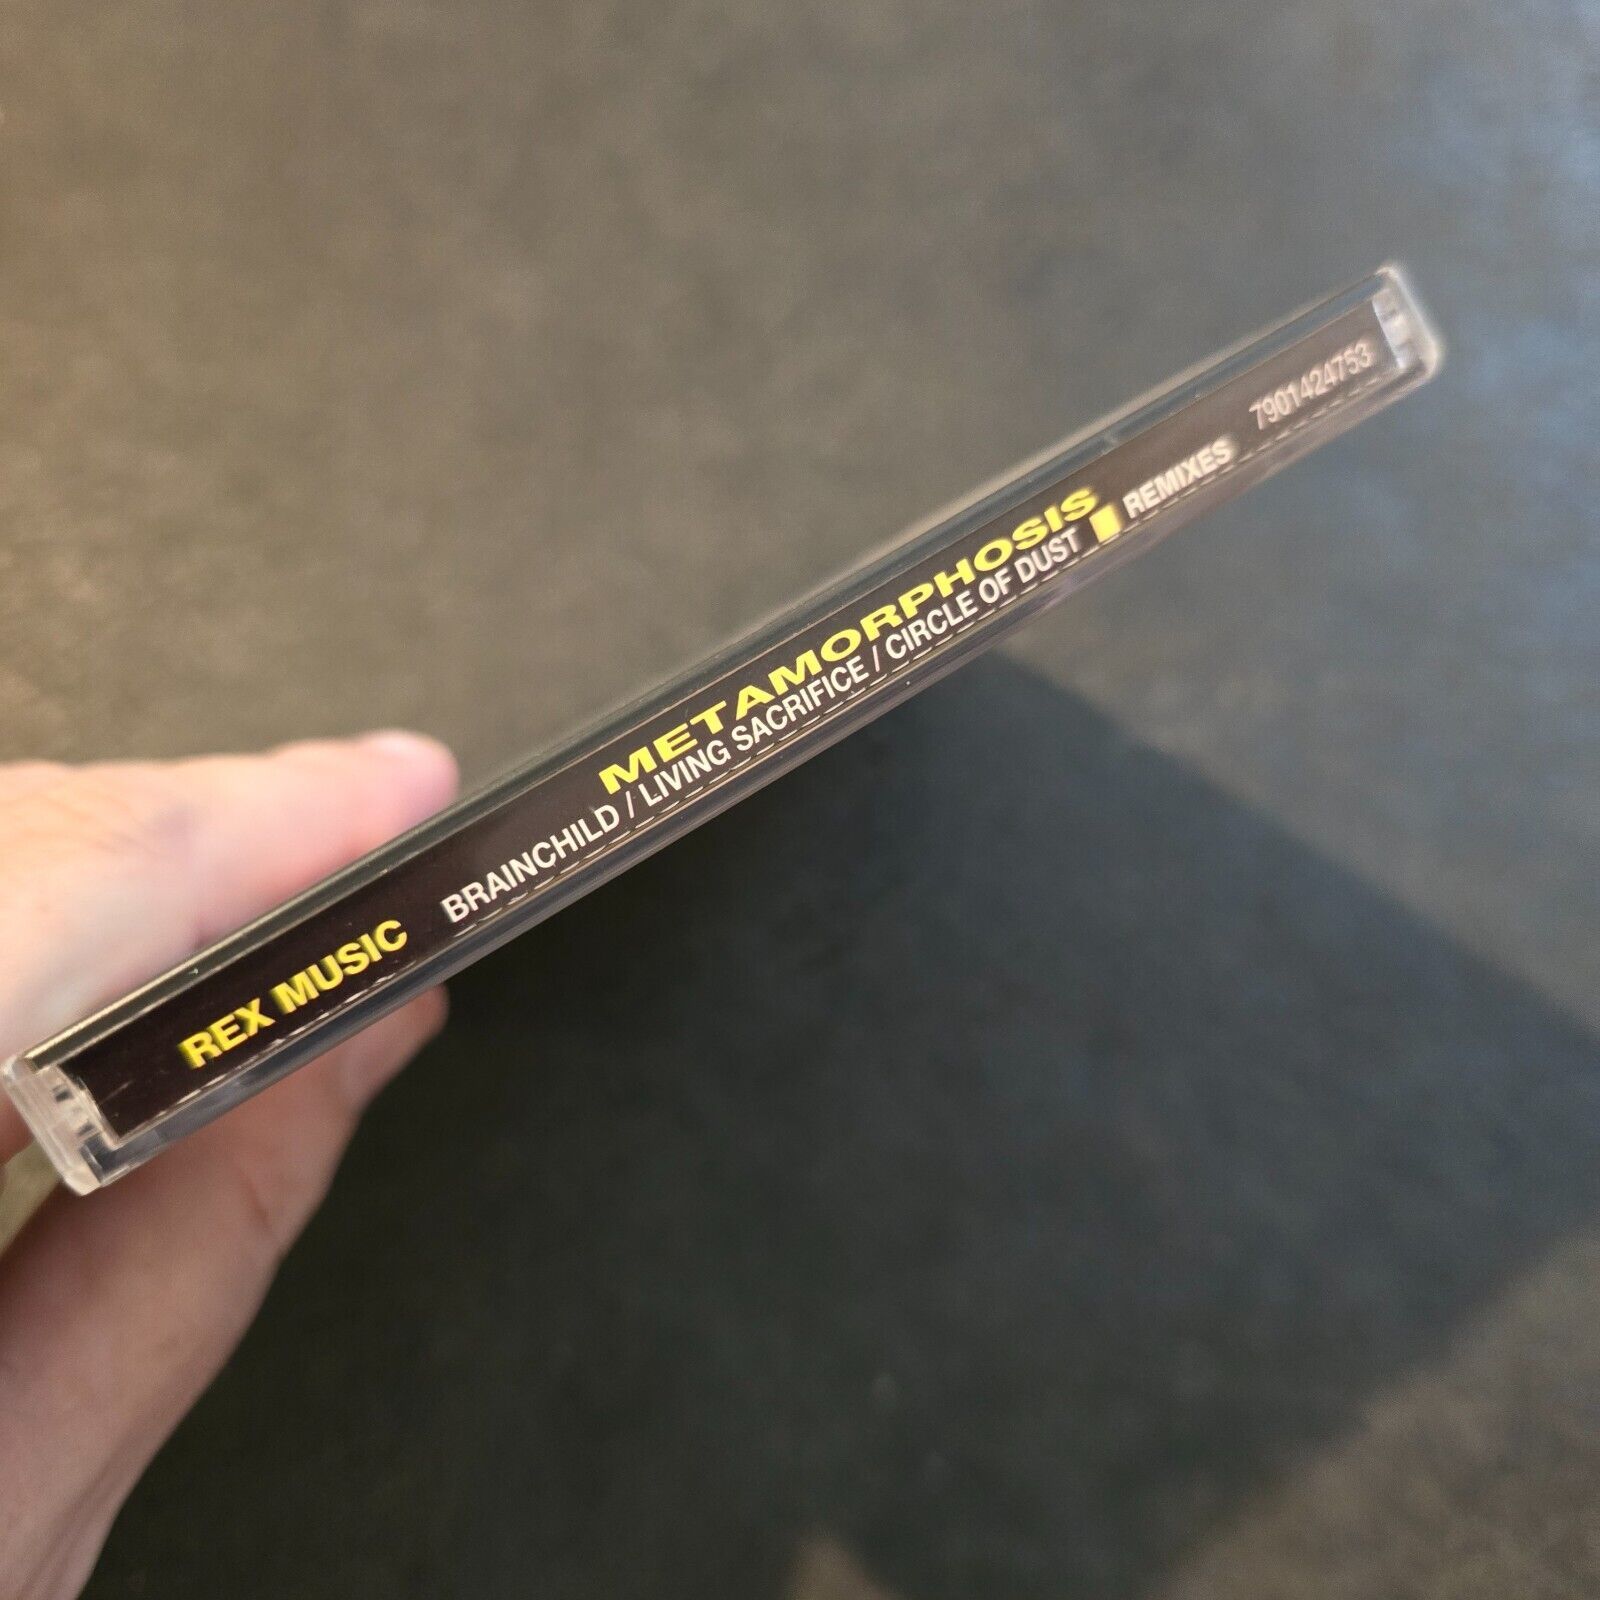 REX MUSIC
METAMORPHOSIS
BRAINCHILD / LIVING SACRIFICE / CIRCLE OF DUST
REMIXES
7901424753